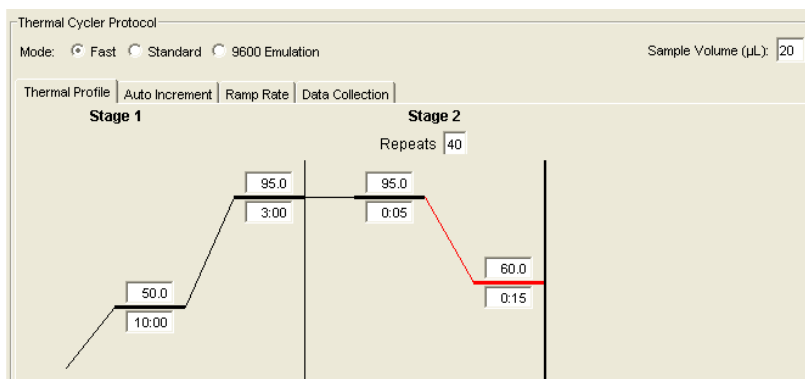 Thermal Cycler Protocol
Mode: Fast Standard 9600 Emulation Sample Volume (µL): 20
Thermal Profile Auto Increment Ramp Rate Data Collection
Stage 1 Stage 2
Repeats 40
95.0 95.0
3:00 0:05
60.0
0:15
50.0
10:00